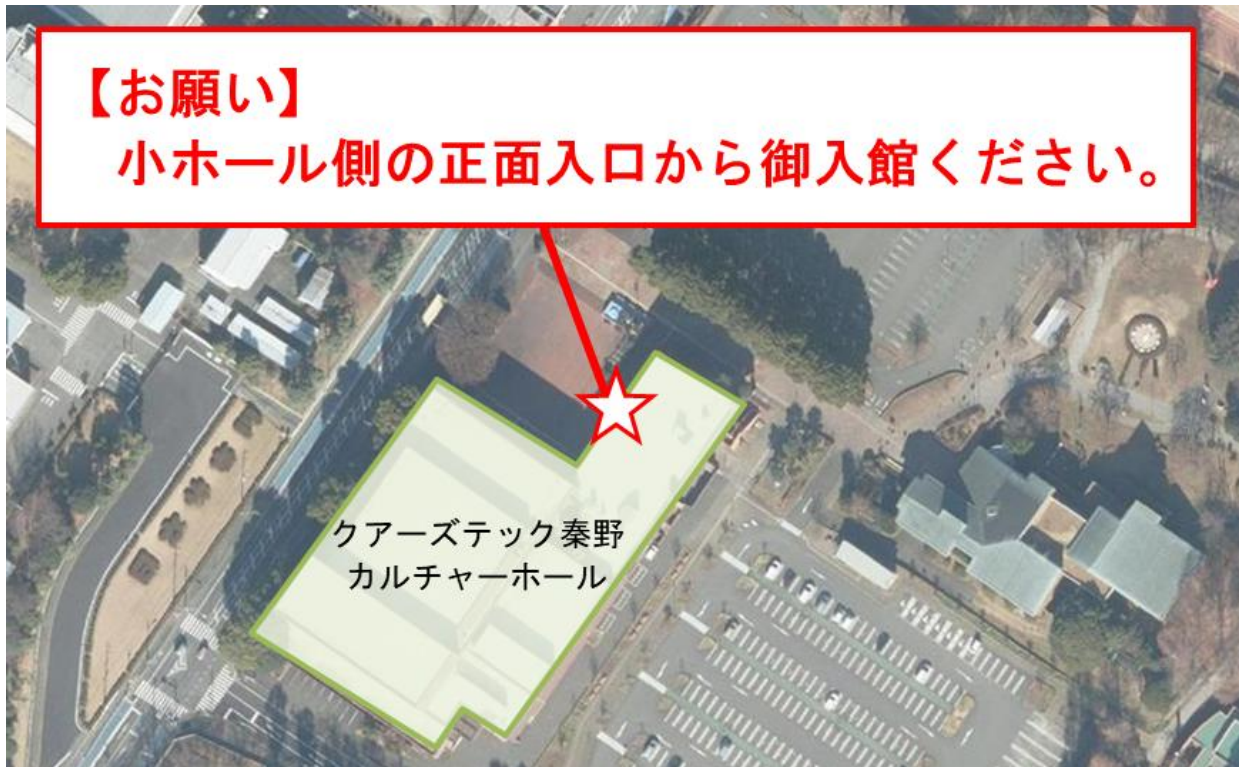 【お願い】
小ホール側の正面入口から御入館ください。
クアーズテック秦野
カルチャーホール